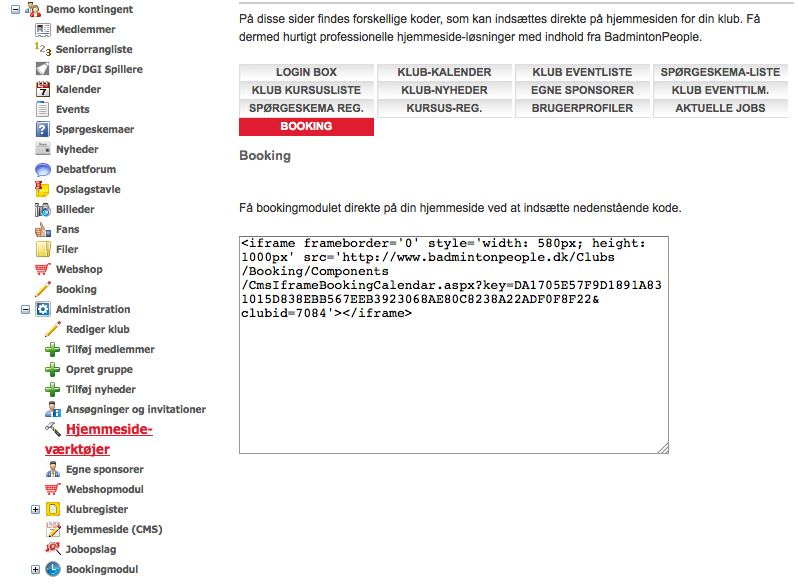 Demo kontingent
Medlemmer
Seniorrangliste
DBF/DGI Spillere
Kalender
Events
Spørgeskemaer
Nyheder
Debatforum
Opslagstavle
Billeder
Fans
Filer
Webshop
Booking
Administration
Rediger klub
Tilføj medlemmer
Opret gruppe
Tilføj nyheder
Ansøgninger og invitationer
Hjemmeside-
værktøjer
Egne sponsorer
Webshopmodul
Klubregister
Hjemmeside (CMS)
Jobopslag
Bookingmodul
På disse sider findes forskellige koder, som kan indsættes direkte på hjemmesiden for din klub. Få
dermed hurtigt professionelle hjemmeside-løsninger med indhold fra BadmintonPeople.
LOGIN BOX KLUB-KALENDER KLUB EVENTLISTE SPØRGESKEMA-LISTE
KLUB KURSUSLISTE KLUB-NYHEDER EGNE SPONSORER KLUB EVENTTILM.
SPØRGESKEMA REG. KURSUS-REG. BRUGERPROFILER AKTUELLE JOBS
BOOKING
Booking
Få bookingmodulet direkte på din hjemmeside ved at indsætte nedenstående kode.
<iframe frameborder='0' style='width: 580px; height:
1000px' src='http://www.badmintonpeople.dk/Clubs
/Booking/Components
/CmsIframeBookingCalendar.aspx?key=DA1705E57F9D1891A83
1015D838EBB567EEB3923068AE80C8238A22ADF0F8F22&
clubid=7084'></iframe>